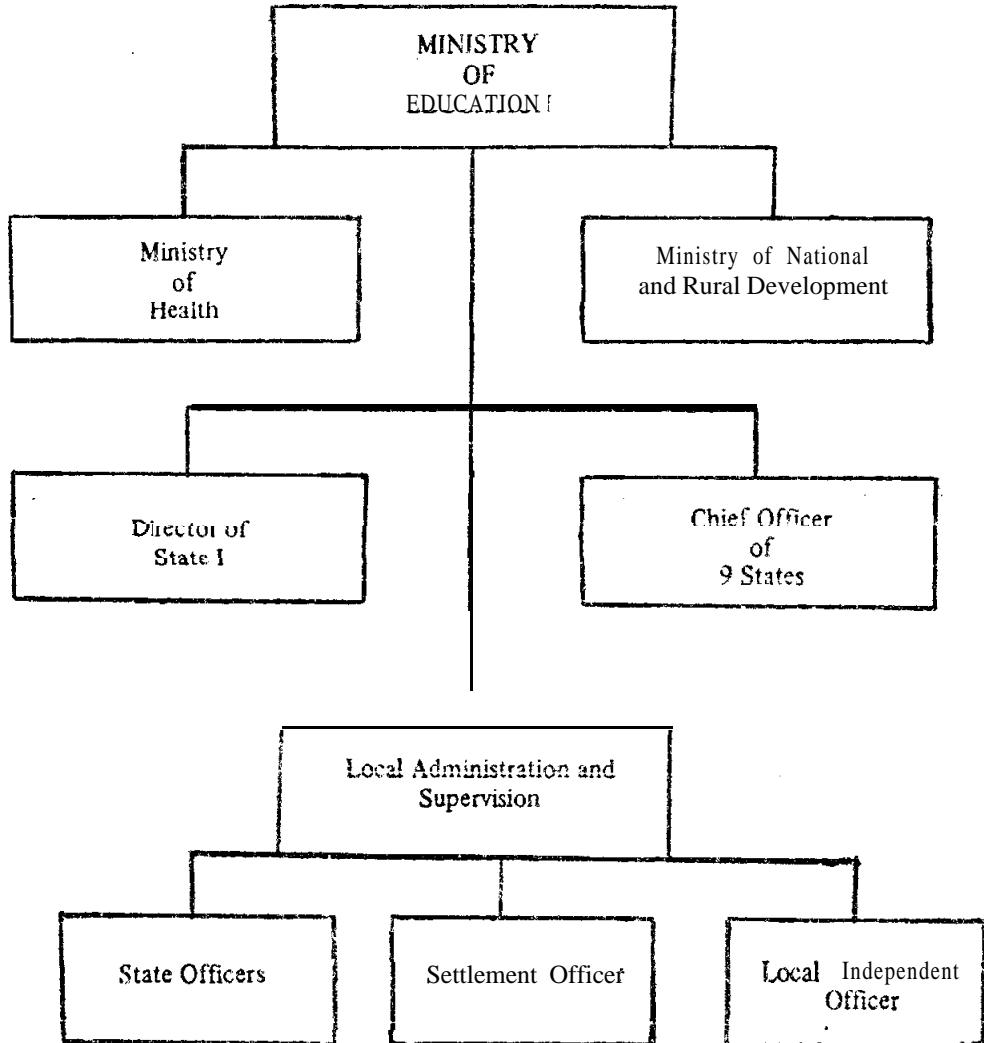 MINISTRY
OF
EDUCATION
Ministry
of
Health
Ministry of National
and Rural Development
Director of
State I
Chief Officer
of
9 States
Local Administration and
Supervision
State Officers
Settlement Officer
Local Independent
Officer